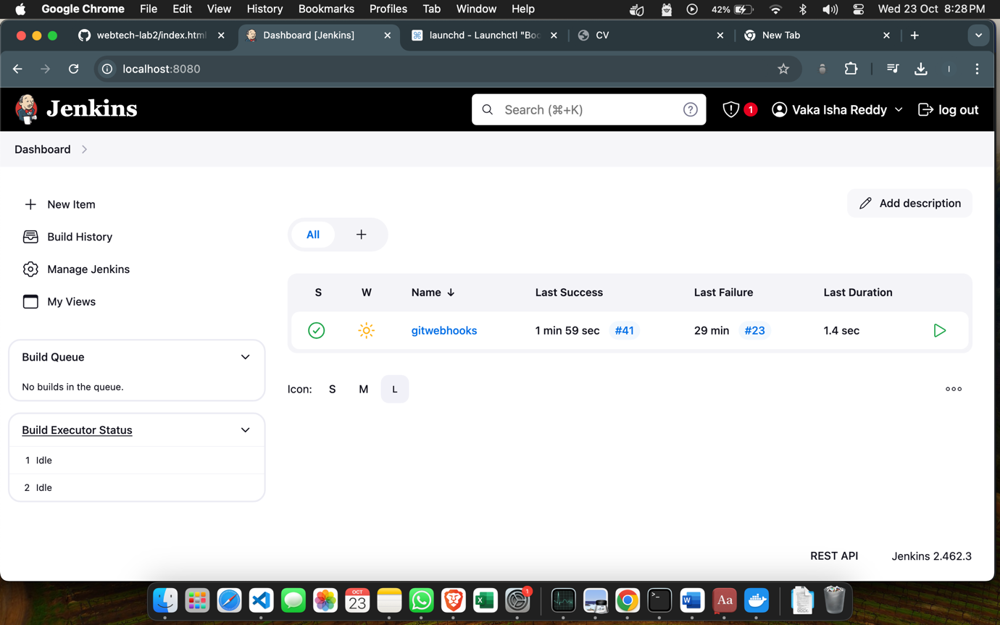 Google Chrome File Edit View History Bookmarks Profiles Tab Window Help 42% Wed 23 Oct 8:28 PM
webtech-lab2/index.html Dashboard [Jenkins] launchd - Launchctl "Boo CV New Tab
localhost:8080
Jenkins Search (⌘+K) 1 Vaka Isha Reddy log out
Dashboard
New Item
Add description
Build History
All +
Manage Jenkins
My Views
S W Name ↓ Last Success Last Failure Last Duration
gitwebhooks 1 min 59 sec #41 29 min #23 1.4 sec
Build Queue
No builds in the queue.
Icon: S M L
Build Executor Status
1 Idle
2 Idle
REST API Jenkins 2.462.3
OCT
23
1